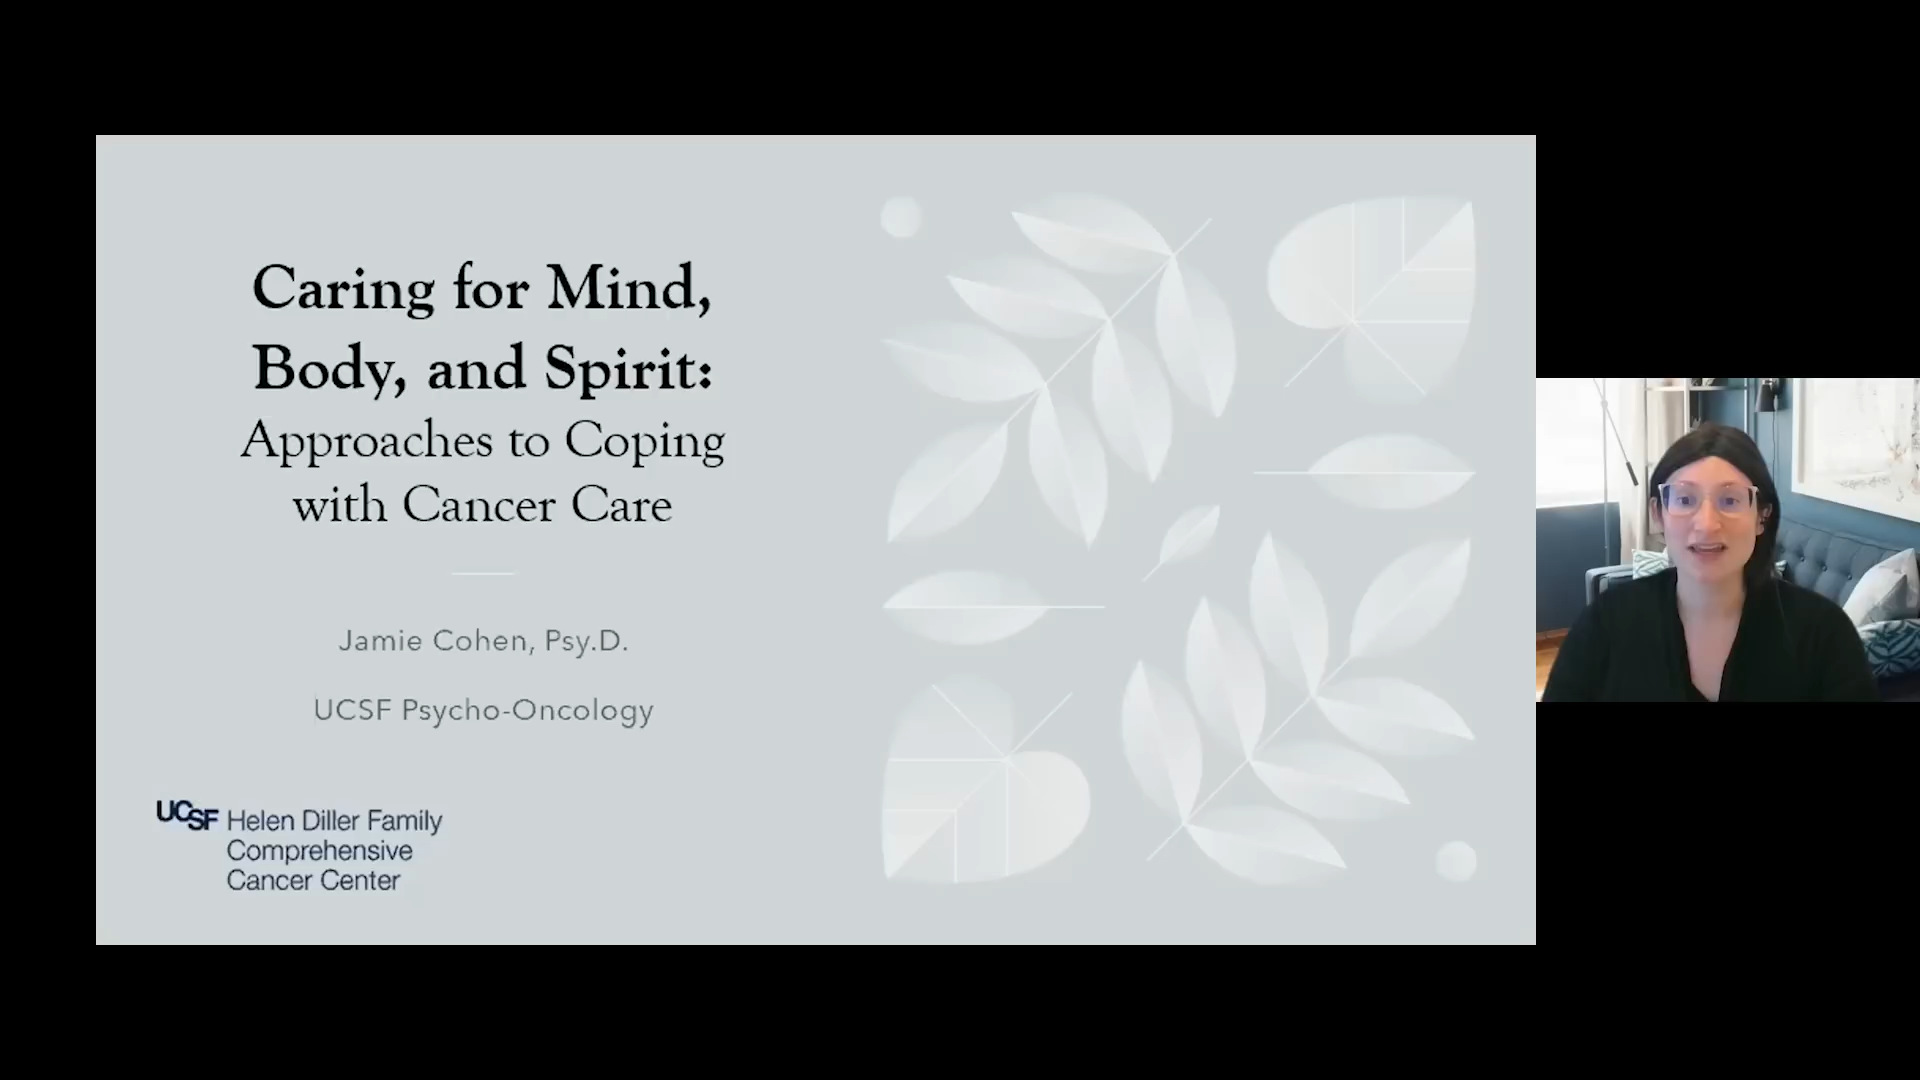 Caring for Mind,
Body, and Spirit:
Approaches to Coping
with Cancer Care
Jamie Cohen, Psy.D.
UCSF Psycho-Oncology
UCSF Helen Diller Family
Comprehensive
Cancer Center